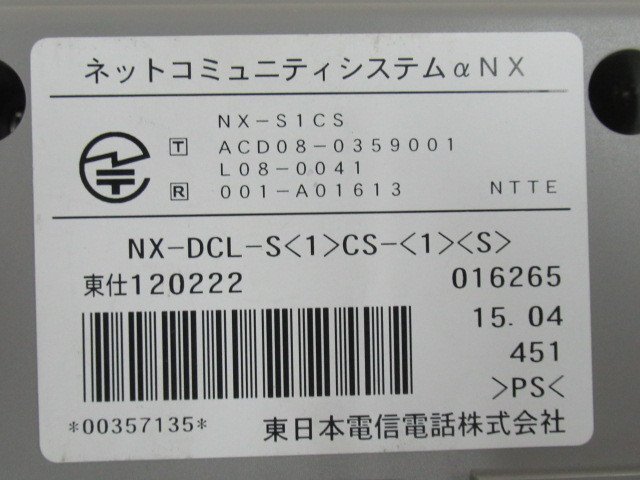 ネットコミュニティシステムαNX
NX-S1CS
T ACD08-0359001
L08-0041
R 001-A01613 NTTE
NX-DCL-S<1>CS-<1><S>
東仕120222 016265
15.04
451
>PS<
*00357135* 東日本電信電話株式会社